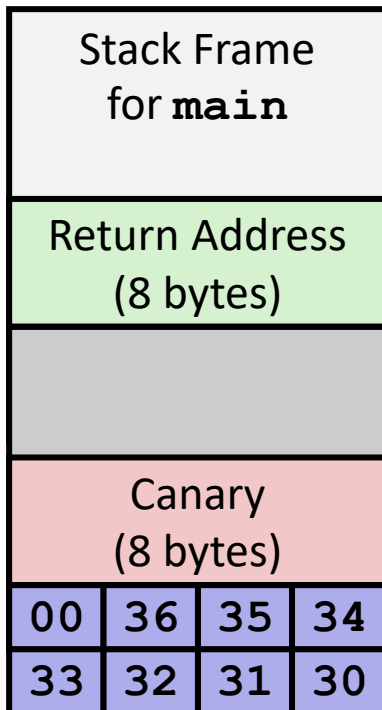 Stack Frame
for main
Return Address
(8 bytes)
Canary
(8 bytes)
00 36 35 34
33 32 31 30